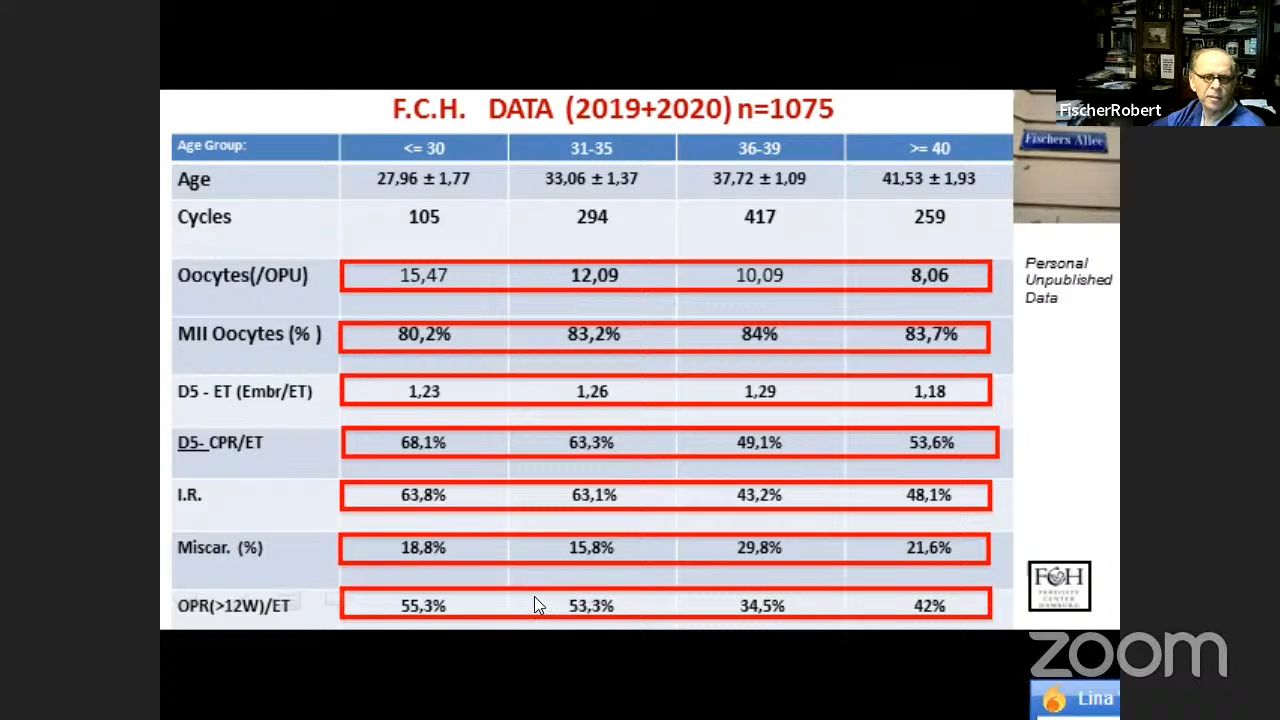 F.C.H. DATA (2019+2020) n=1075
FischerRobert
Fischers Allee
Age Group: <= 30 31-35 36-39 >= 40
Age 27,96 ± 1,77 33,06 ± 1,37 37,72 ± 1,09 41,53 ± 1,93
Cycles 105 294 417 259
Oocytes(/OPU) 15,47 12,09 10,09 8,06
MII Oocytes (% ) 80,2% 83,2% 84% 83,7%
D5 - ET (Embr/ET) 1,23 1,26 1,29 1,18
D5- CPR/ET 68,1% 63,3% 49,1% 53,6%
I.R. 63,8% 63,1% 43,2% 48,1%
Miscar. (%) 18,8% 15,8% 29,8% 21,6%
OPR(>12W)/ET 55,3% 53,3% 34,5% 42%
Personal
Unpublished
Data
FCH
FERTILITY
CENTER
HAMBURG
zoom
Lina